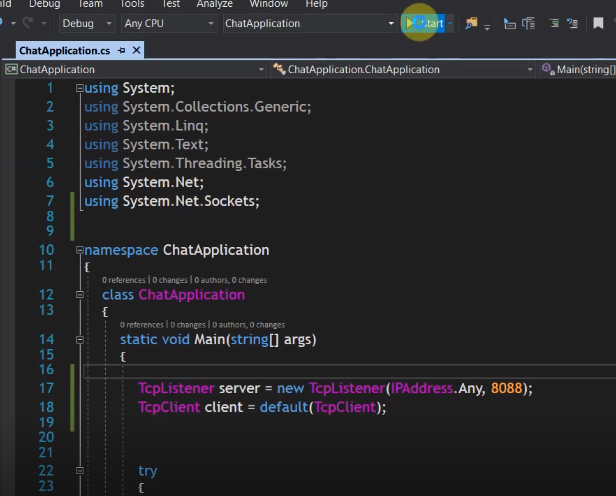 Debug Team Tools Test Analyze Window Help
Debug Any CPU ChatApplication Start
ChatApplication.cs
ChatApplication ChatApplication.ChatApplication Main(string[]
1 using System;
2 using System.Collections.Generic;
3 using System.Linq;
4 using System.Text;
5 using System.Threading.Tasks;
6 using System.Net;
7 using System.Net.Sockets;
8
9
10 namespace ChatApplication
11 {
0 references | 0 changes | 0 authors, 0 changes
12 class ChatApplication
13 {
0 references | 0 changes | 0 authors, 0 changes
14 static void Main(string[] args)
15 {
16
17 TcpListener server = new TcpListener(IPAddress.Any, 8088);
18 TcpClient client = default(TcpClient);
19
20
21
22 try
23 {